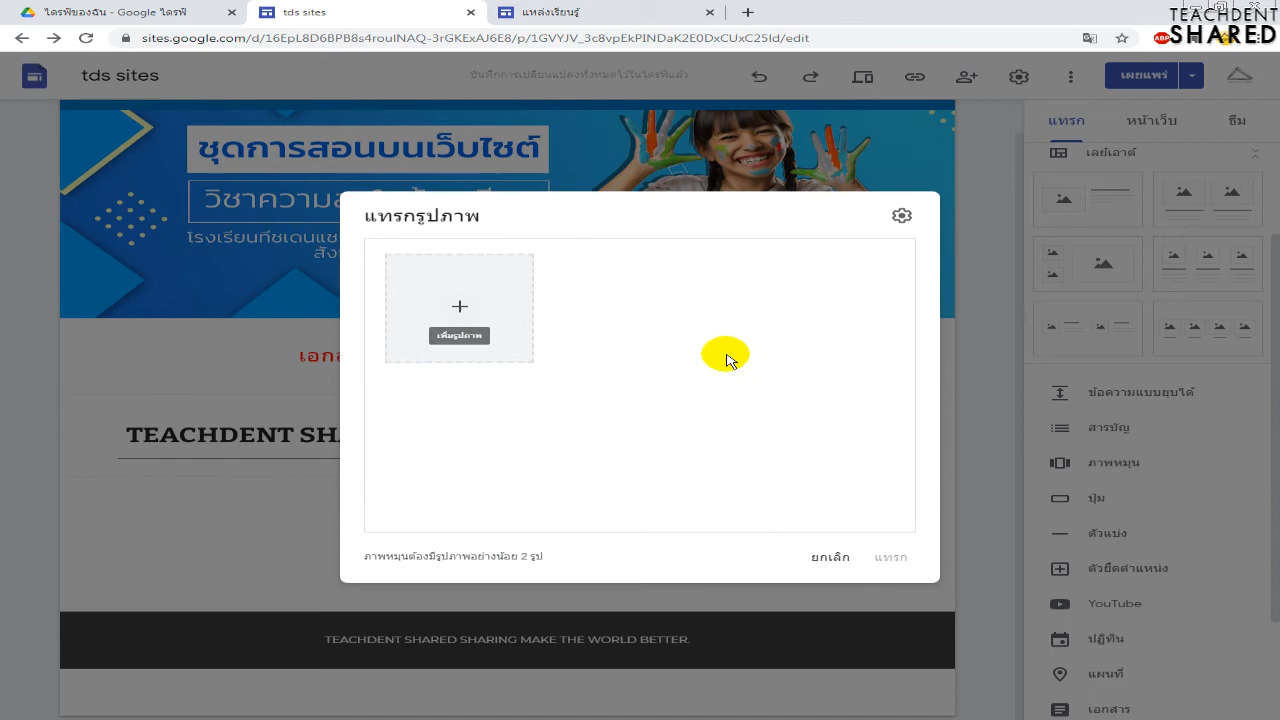 ไดรฟ์ของฉัน - Google ไดรฟ์
tds sites
แหล่งเรียนรู้
TEACHDENT
SHARED
sites.google.com/d/16EpL8D6BPB8s4rouINAQ-3rGKExOJ
/p/1GVYJV_3c8vpEkPINDaK2E0DxCUxC25ld/edit
tds sites
บันทึกการเปลี่ยนแปลงทั้งหมดไว้ในไดรฟ์แล้ว
เผยแพร่
แทรก
หน้าเว็บ
ธีม
เลย์เอาต์
ชุดการสอนบนเว็บไซต์
โรงเรียนทีชเดนแช
สัง
เอก
TEACHDENT SHA
แทรกรูปภาพ
เพิ่มรูปภาพ
ภาพหมุนต้องมีรูปภาพอย่างน้อย 2 รูป
ยกเลิก
แทรก
TEACHDENT SHARED SHARING MAKE THE WORLD BETTER.
ข้อความแบบยุบได้
สารบัญ
ภาพหมุน
ปุ่ม
ตัวแบ่ง
ตัวยึดตำแหน่ง
YouTube
ปฏิทิน
แผนที่
เอกสาร